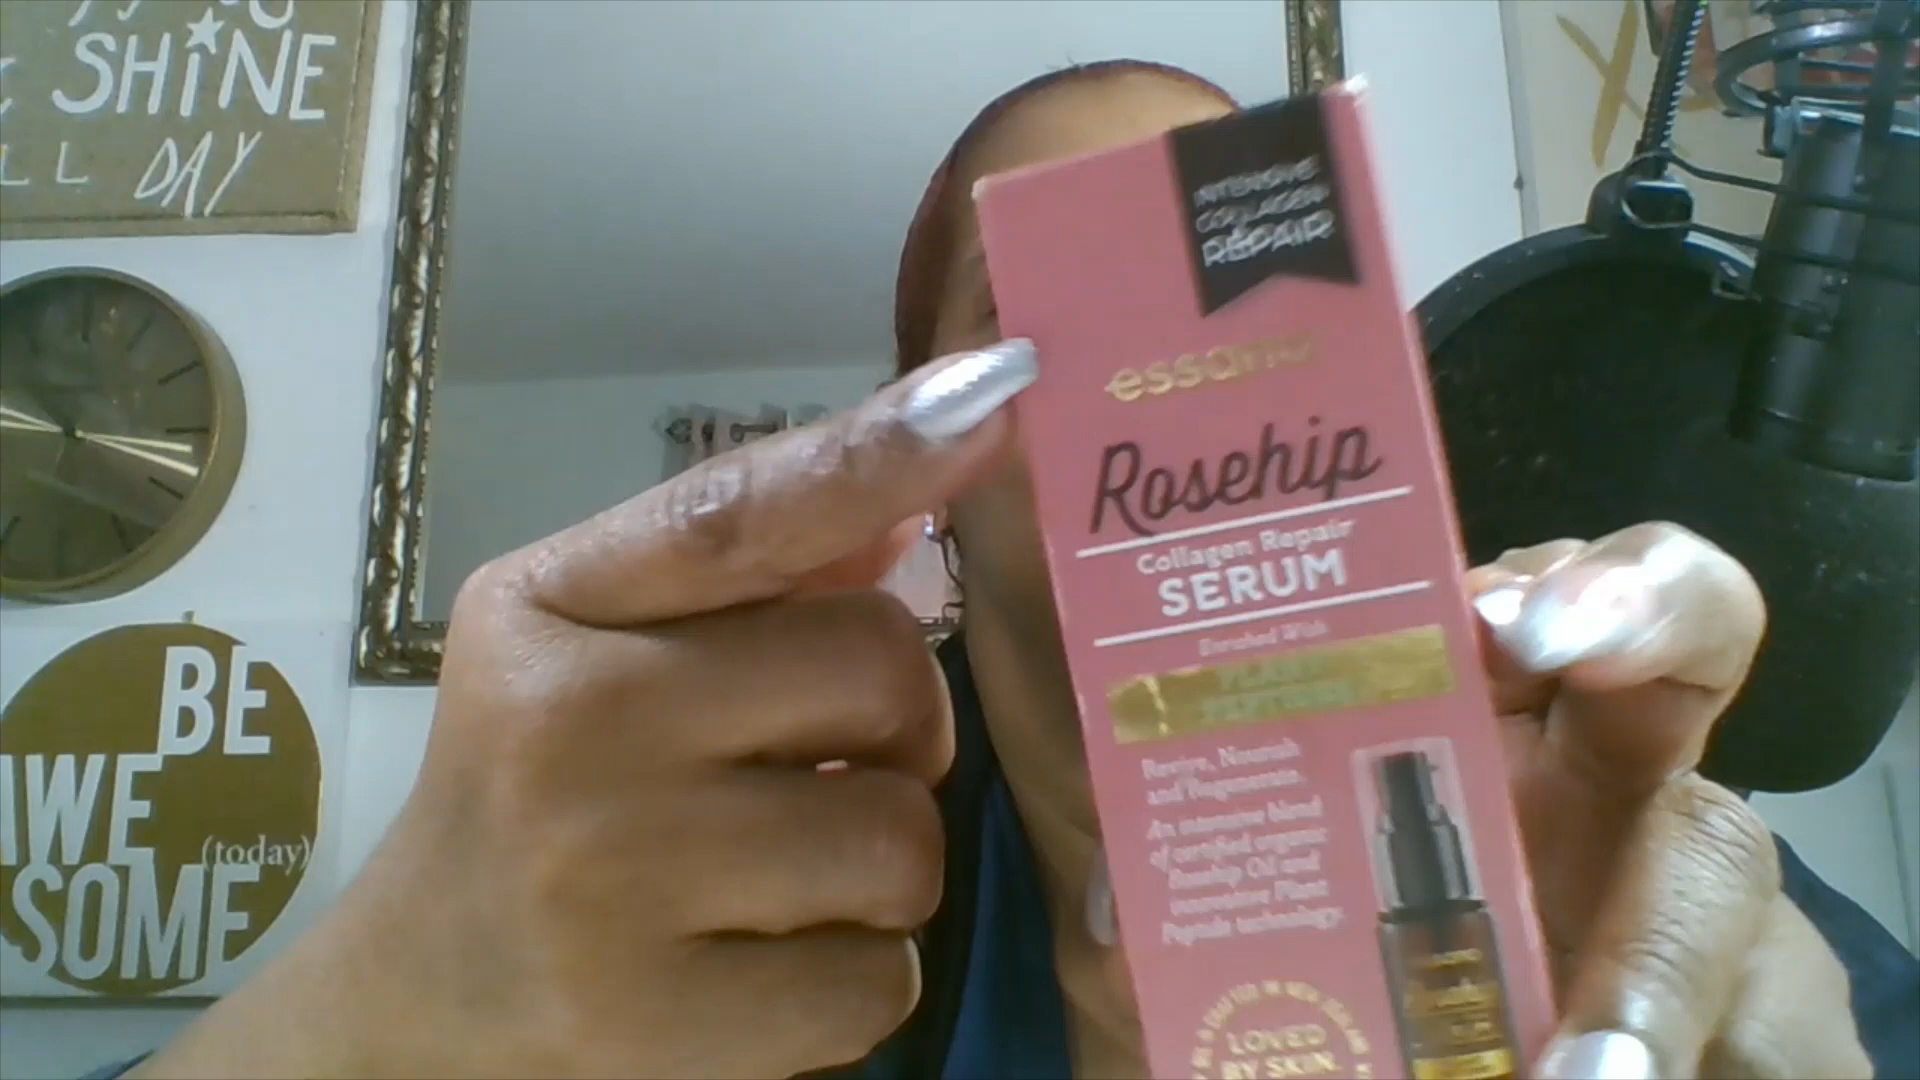 SHiNE
LL DAY
BE
AWE
(today)
SOME
INTENSIVE
COLLAGEN
REPAIR
essano
Rosehip
Collagen Repair
SERUM
Enriched With
PLANT
PEPTIDES
Revive, Nourish
and Regenerate.
An intensive blend
of certified organic
Rosehip Oil and
innovative Plant
Peptide technology.
LOVED
BY SKIN.